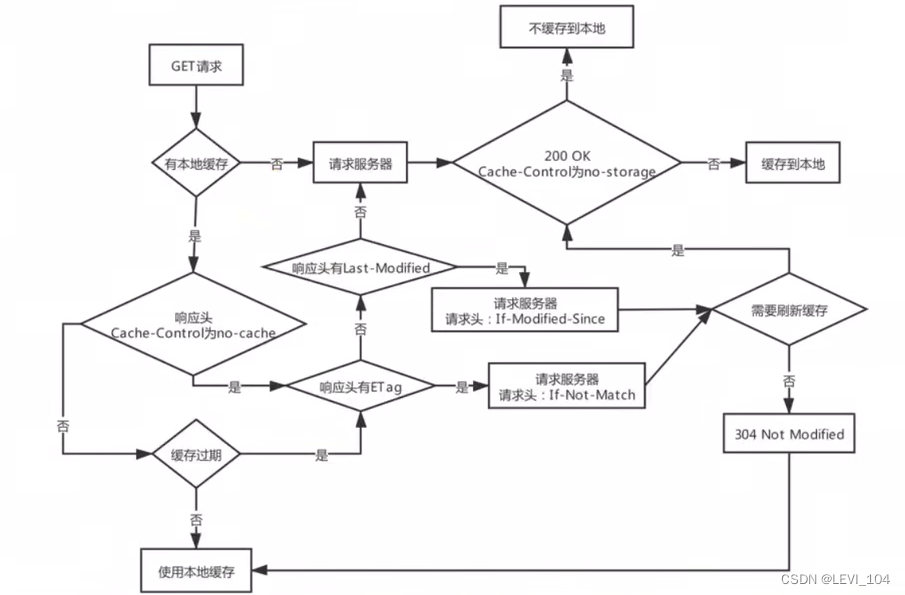 不缓存到本地
GET请求
是
有本地缓存
否
请求服务器
200 OK
Cache-Control为no-storage
否
缓存到本地
是
否
响应头有Last-Modified
是
是
请求服务器
请求头：If-Modified-Since
需要刷新缓存
响应头
Cache-Control为no-cache
否
请求服务器
请求头：If-Not-Match
是
响应头有ETag
是
否
否
304 Not Modified
缓存过期
是
否
使用本地缓存
CSDN @LEVI_104